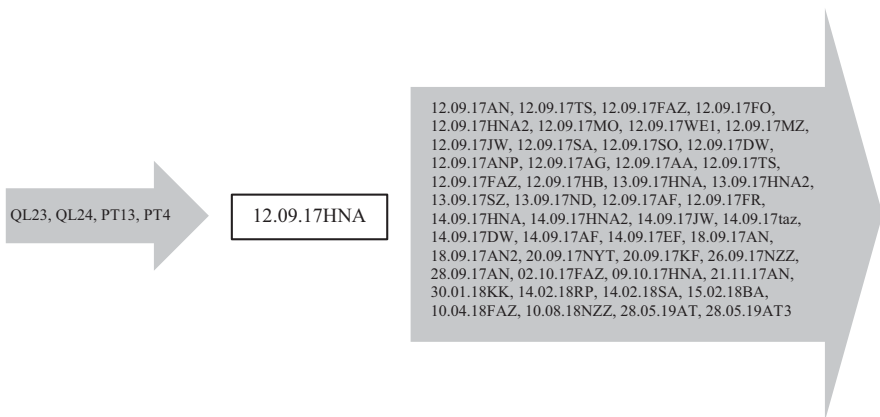 QL23, QL24, PT13, PT4
12.09.17HNA
12.09.17AN, 12.09.17TS, 12.09.17FAZ, 12.09.17FO,
12.09.17HNA2, 12.09.17MO, 12.09.17WE1, 12.09.17MZ,
12.09.17JW, 12.09.17SA, 12.09.17SO, 12.09.17DW,
12.09.17ANP, 12.09.17AG, 12.09.17AA, 12.09.17TS,
12.09.17FAZ, 12.09.17HB, 13.09.17HNA, 13.09.17HNA2,
13.09.17SZ, 13.09.17ND, 12.09.17AF, 12.09.17FR,
14.09.17HNA, 14.09.17HNA2, 14.09.17JW, 14.09.17taz,
14.09.17DW, 14.09.17AF, 14.09.17EF, 18.09.17AN,
18.09.17AN2, 20.09.17NYT, 20.09.17KF, 26.09.17NZZ,
28.09.17AN, 02.10.17FAZ, 09.10.17HNA, 21.11.17AN,
30.01.18KK, 14.02.18RP, 14.02.18SA, 15.02.18BA,
10.04.18FAZ, 10.08.18NZZ, 28.05.19AT, 28.05.19AT3